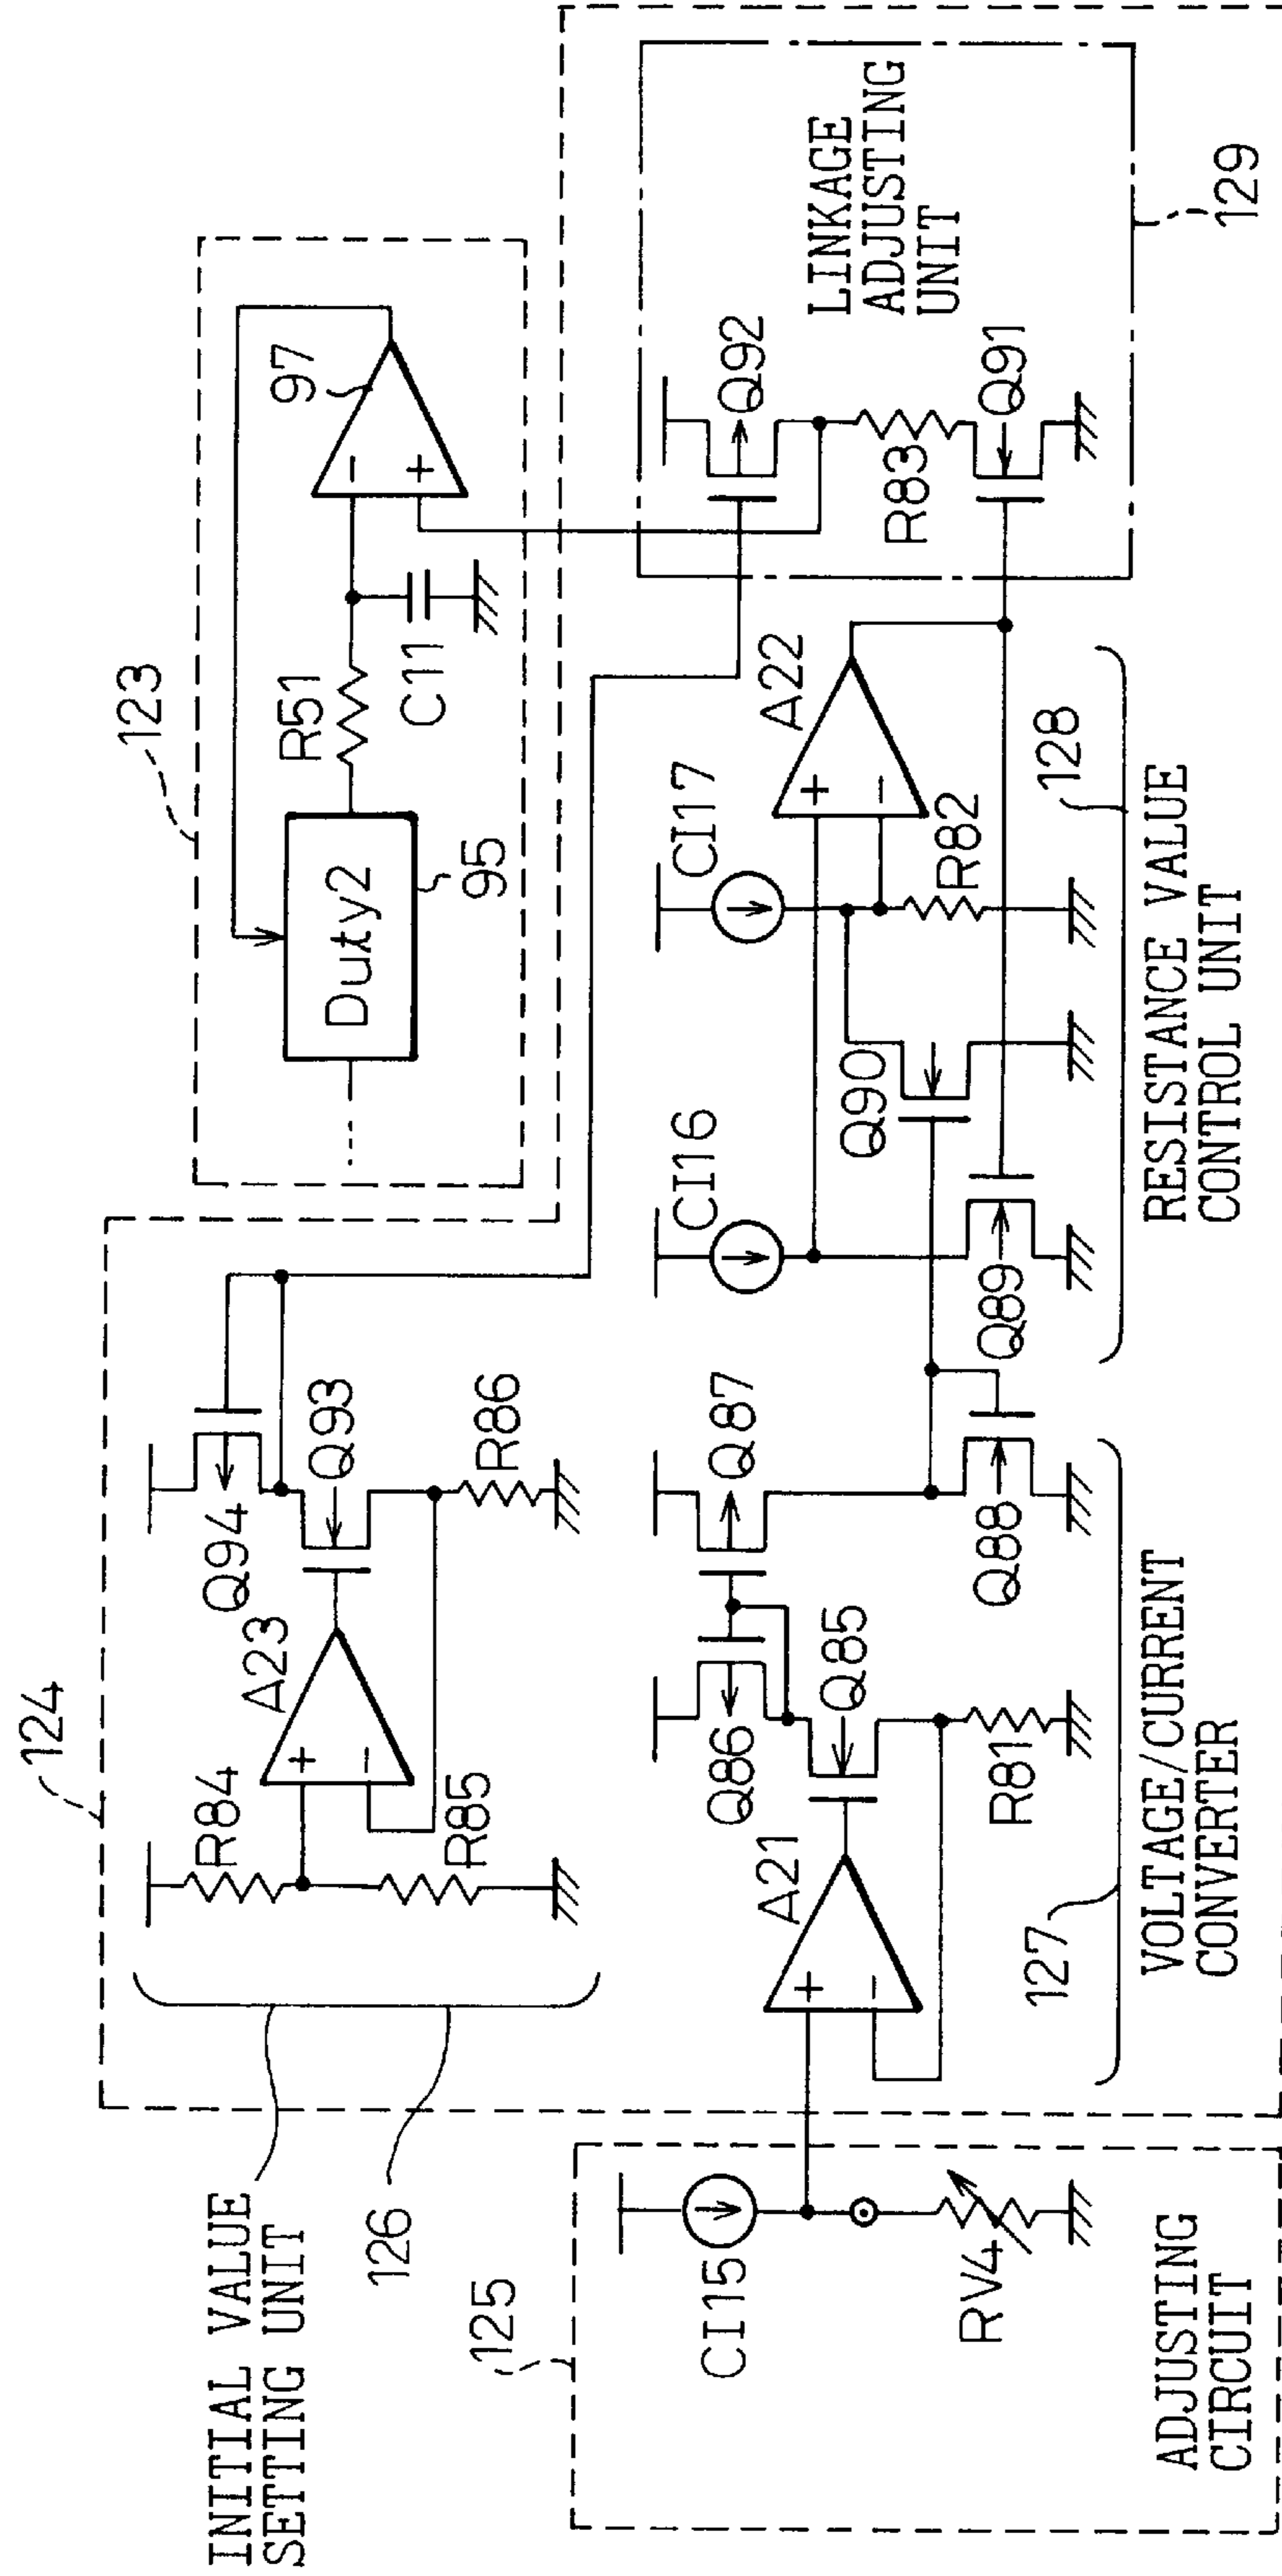 124
123
INITIAL VALUE
SETTING UNIT
126
R84
R85
A23
+
−
Q94
Q93
R86
Duty2
95
R51
C11
97
−
+
125
CI15
RV4
ADJUSTING
CIRCUIT
A21
+
−
Q86
Q85
R81
Q87
Q88
127
VOLTAGE/CURRENT
CONVERTER
CI16
Q89
Q90
CI17
R82
A22
+
−
128
RESISTANCE VALUE
CONTROL UNIT
Q92
R83
Q91
LINKAGE
ADJUSTING
UNIT
129